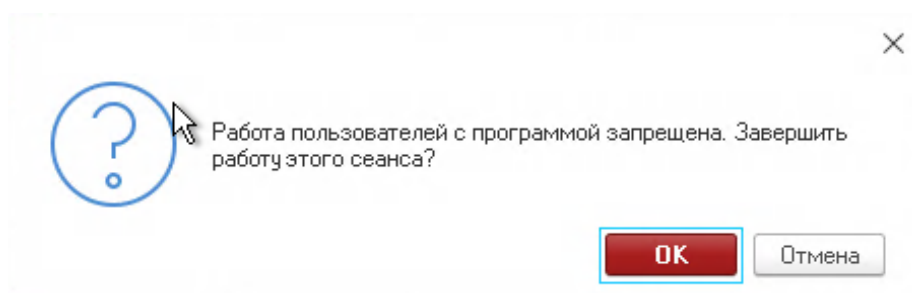 Работа пользователей с программой запрещена. Завершить
работу этого сеанса?
OK
Отмена